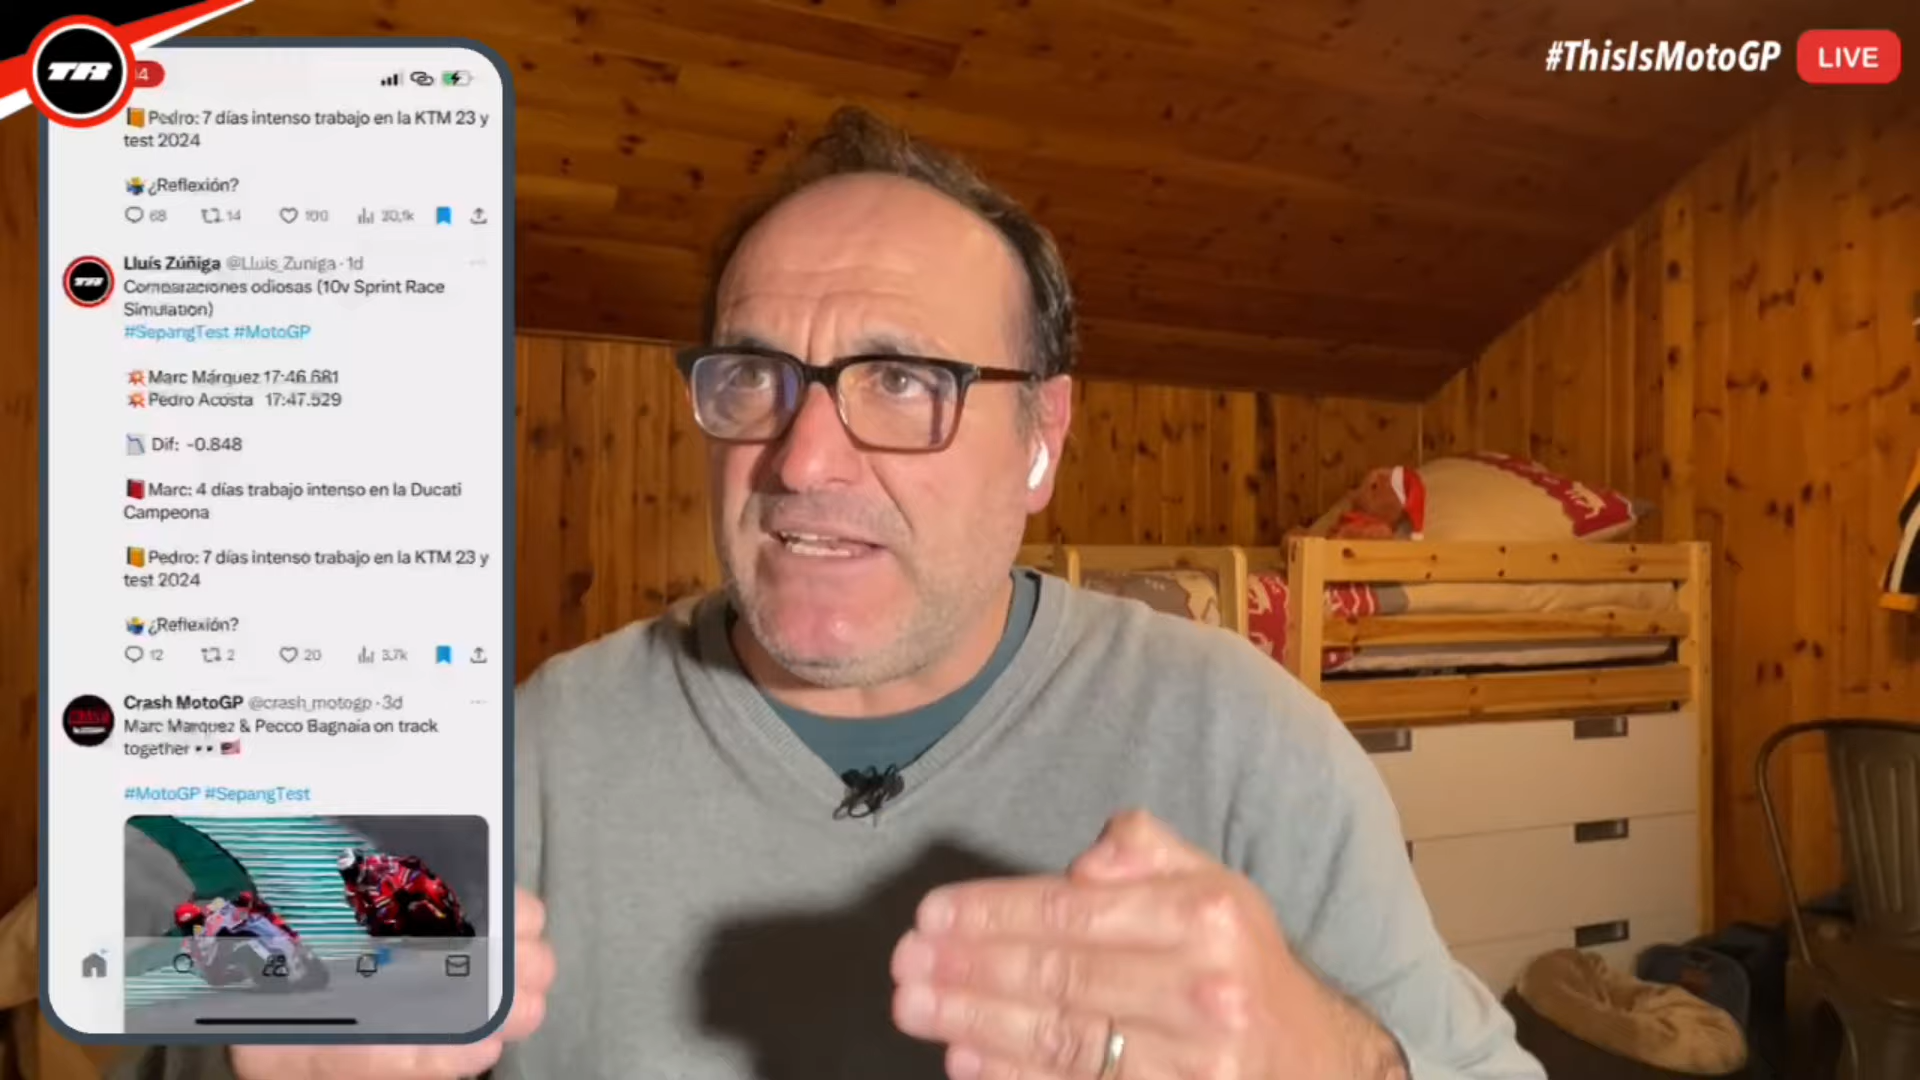 TR
14
Pedro: 7 días intenso trabajo en la KTM 23 y
test 2024
¿Reflexión?
68 14 190 20,1k
Lluís Zúñiga @Lluis_Zuniga · 1d
Comparaciones odiosas (10v Sprint Race
Simulation)
#SepangTest #MotoGP
Marc Márquez 17:46.681
Pedro Acosta 17:47.529
Dif: -0.848
Marc: 4 días trabajo intenso en la Ducati
Campeona
Pedro: 7 días intenso trabajo en la KTM 23 y
test 2024
¿Reflexión?
12 2 20 3,7k
Crash MotoGP @crash_motogp · 3d
Marc Marquez & Pecco Bagnaia on track
together
#MotoGP #SepangTest
#ThisIsMotoGP LIVE